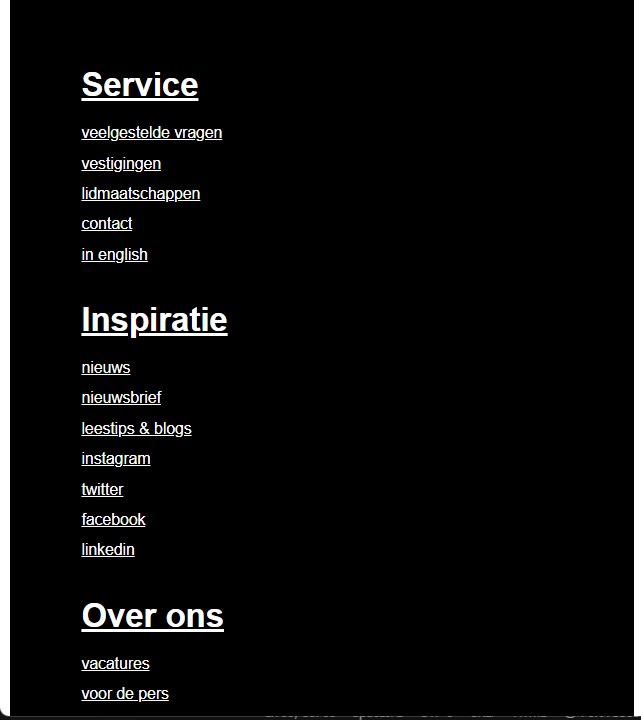 Service
veelgestelde vragen
vestigingen
lidmaatschappen
contact
in english
Inspiratie
nieuws
nieuwsbrief
leestips & blogs
instagram
twitter
facebook
linkedin
Over ons
vacatures
voor de pers